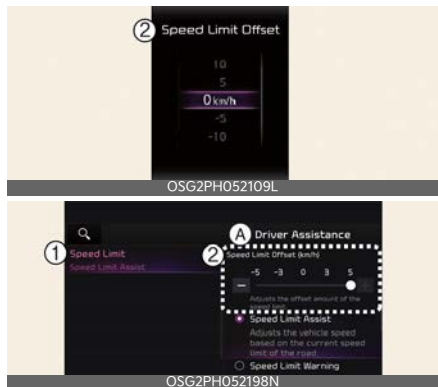 ② Speed Limit Offset
10
5
0 km/h
-5
-10
OSG2PH052109L
Ⓐ Driver Assistance
① Speed Limit
Speed Limit Assist
② Speed Limit Offset (km/h)
-5 -3 0 3 5
− +
Adjusts the offset amount of the
speed limit.
Speed Limit Assist
Adjusts the vehicle speed
based on the current speed
limit of the road.
Speed Limit Warning
OSG2PH052198N